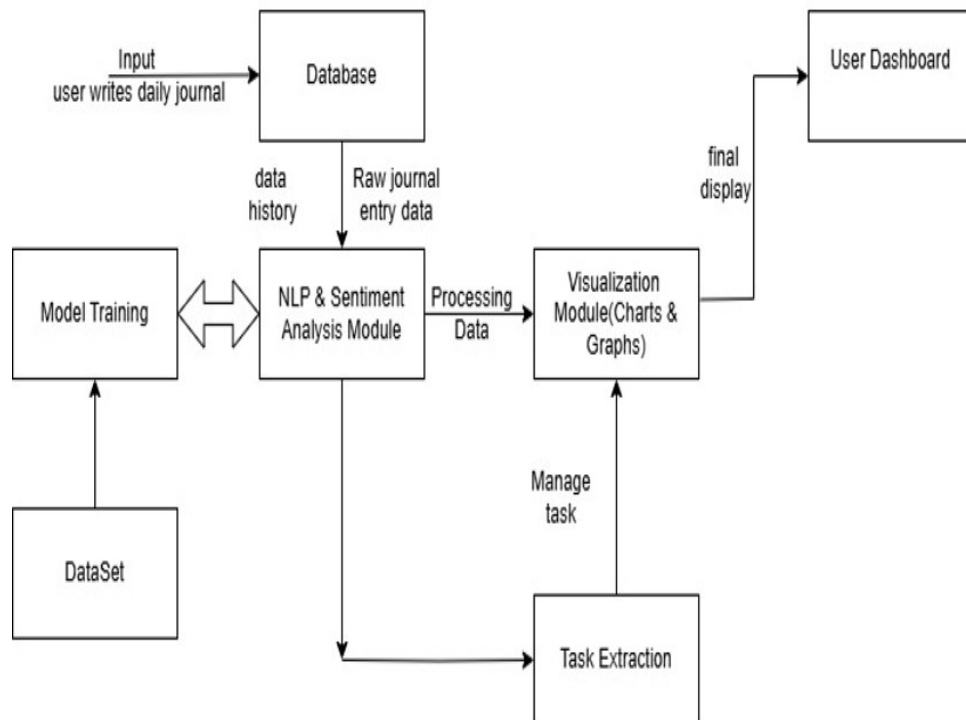 Input
user writes daily journal
Database
User Dashboard
data
history
Raw journal
entry data
final
display
Model Training
NLP & Sentiment
Analysis Module
Processing
Data
Visualization
Module(Charts &
Graphs)
Manage
task
DataSet
Task Extraction